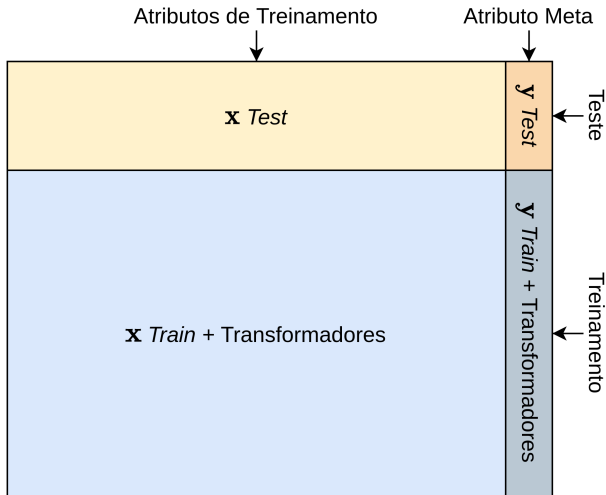 Atributos de Treinamento
Atributo Meta
x Test
y Test
Teste
x Train + Transformadores
y Train + Transformadores
Treinamento